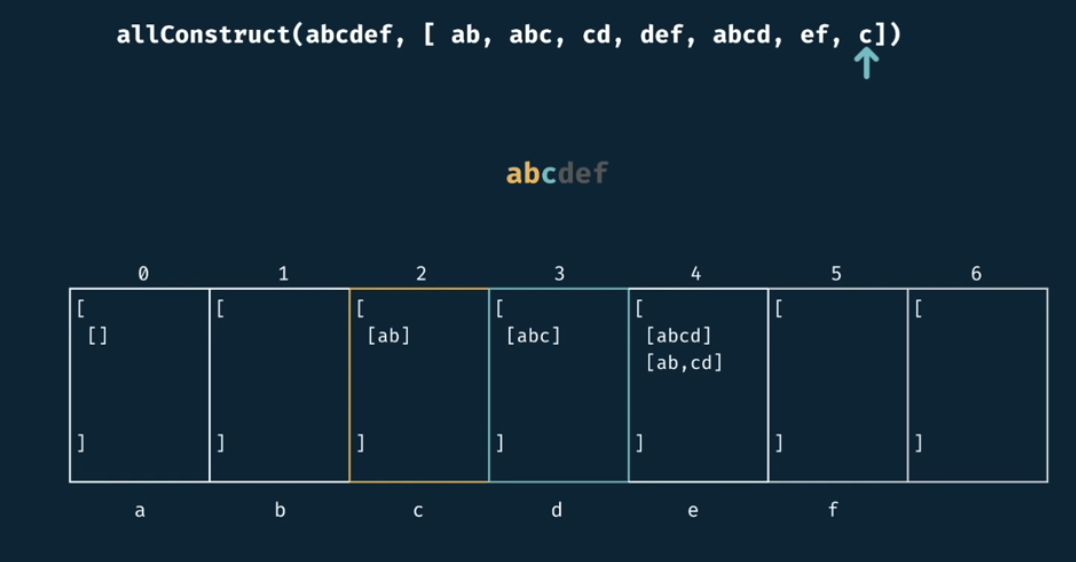 allConstruct(abcdef, [ ab, abc, cd, def, abcd, ef, c])
abcdef
0 1 2 3 4 5 6
[ [ [ [ [ [ [
[] [ab] [abc] [abcd]
[ab,cd]
] ] ] ] ] ] ]
a b c d e f